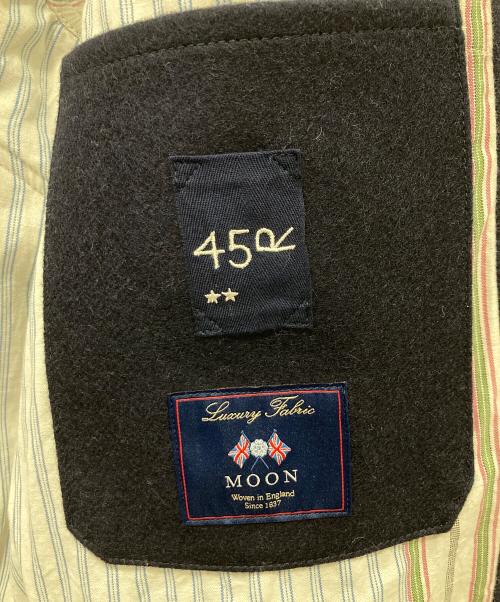 45R
★★
Luxury Fabric
MOON
Woven in England
Since 1837